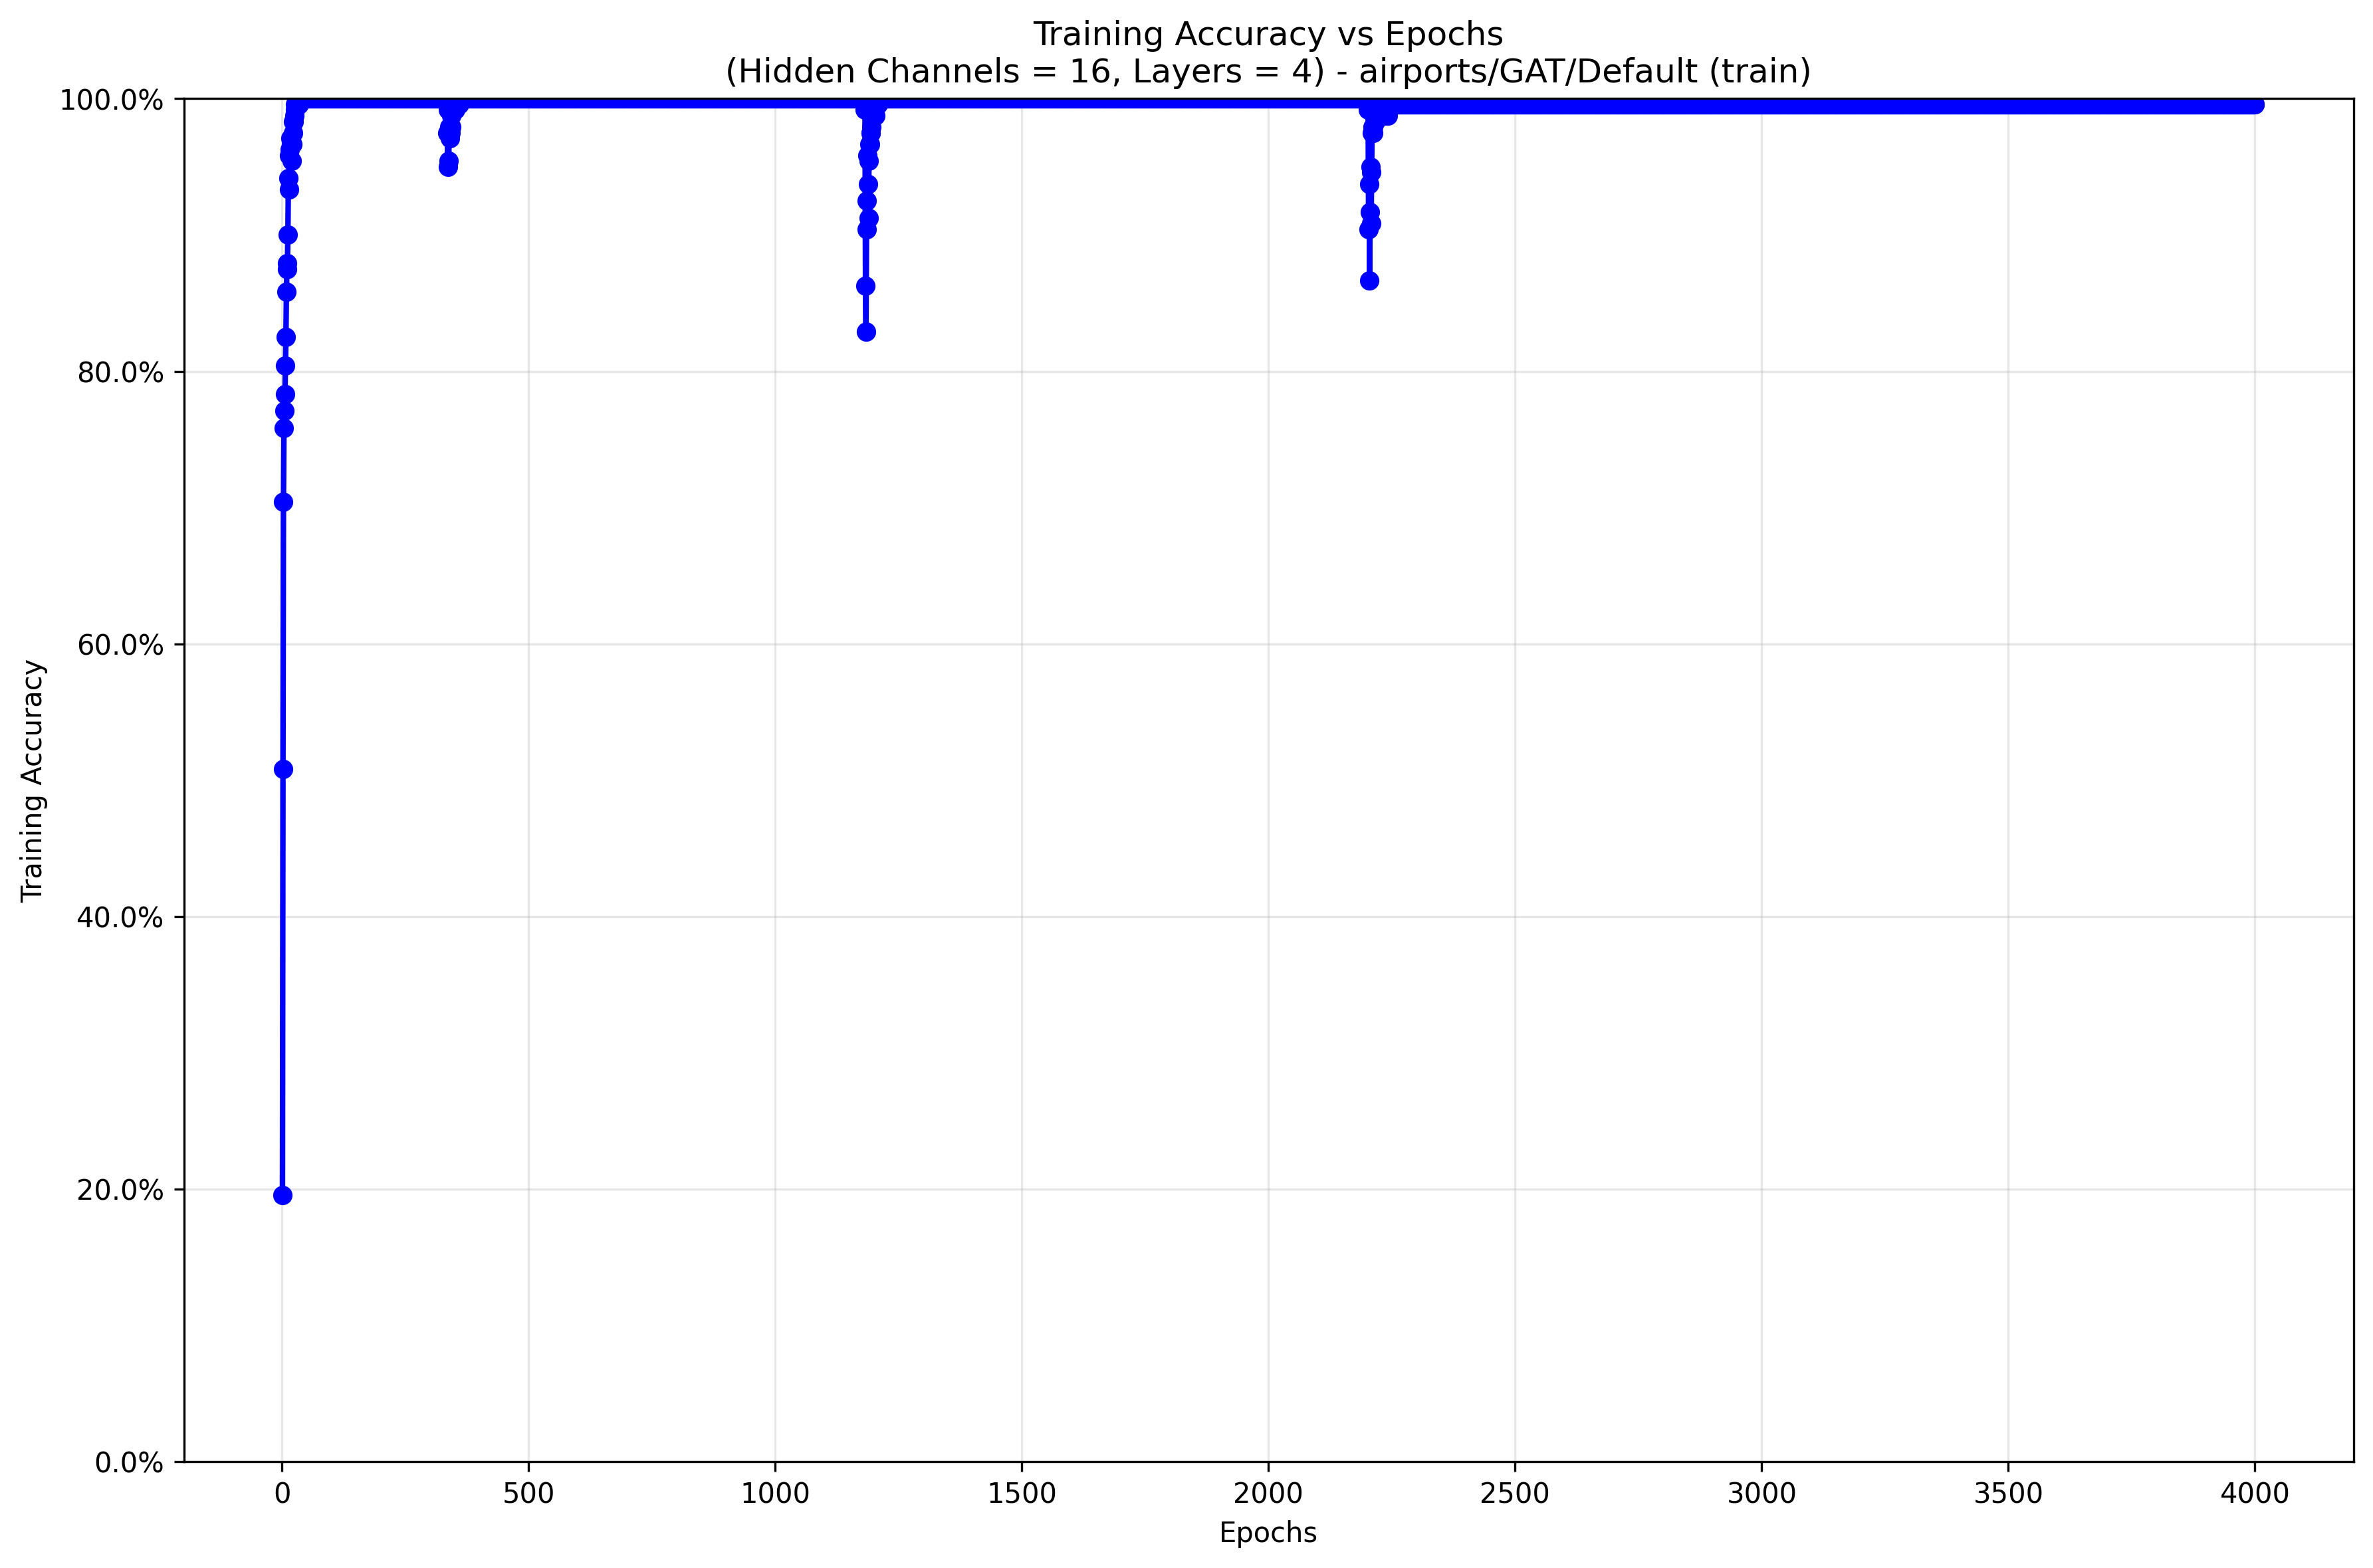 Training Accuracy vs Epochs
(Hidden Channels = 16, Layers = 4) - airports/GAT/Default (train)
100.0%
80.0%
60.0%
40.0%
20.0%
0.0%
Training Accuracy
0 500 1000 1500 2000 2500 3000 3500 4000
Epochs